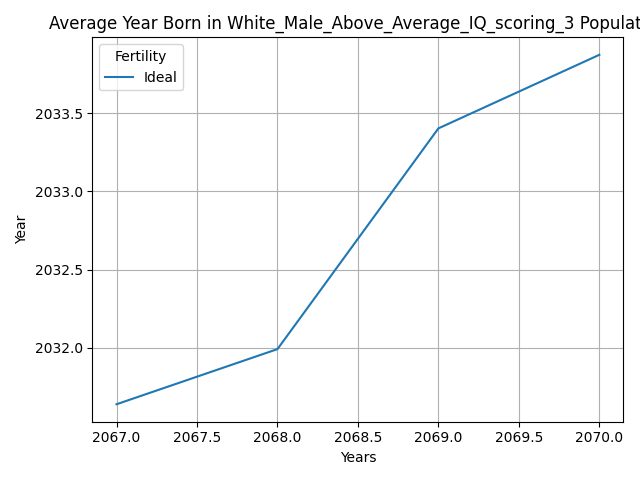 Average Year Born in White_Male_Above_Average_IQ_scoring_3 Populat
Fertility
Ideal
2033.5
2033.0
2032.5
2032.0
Year
2067.0 2067.5 2068.0 2068.5 2069.0 2069.5 2070.0
Years